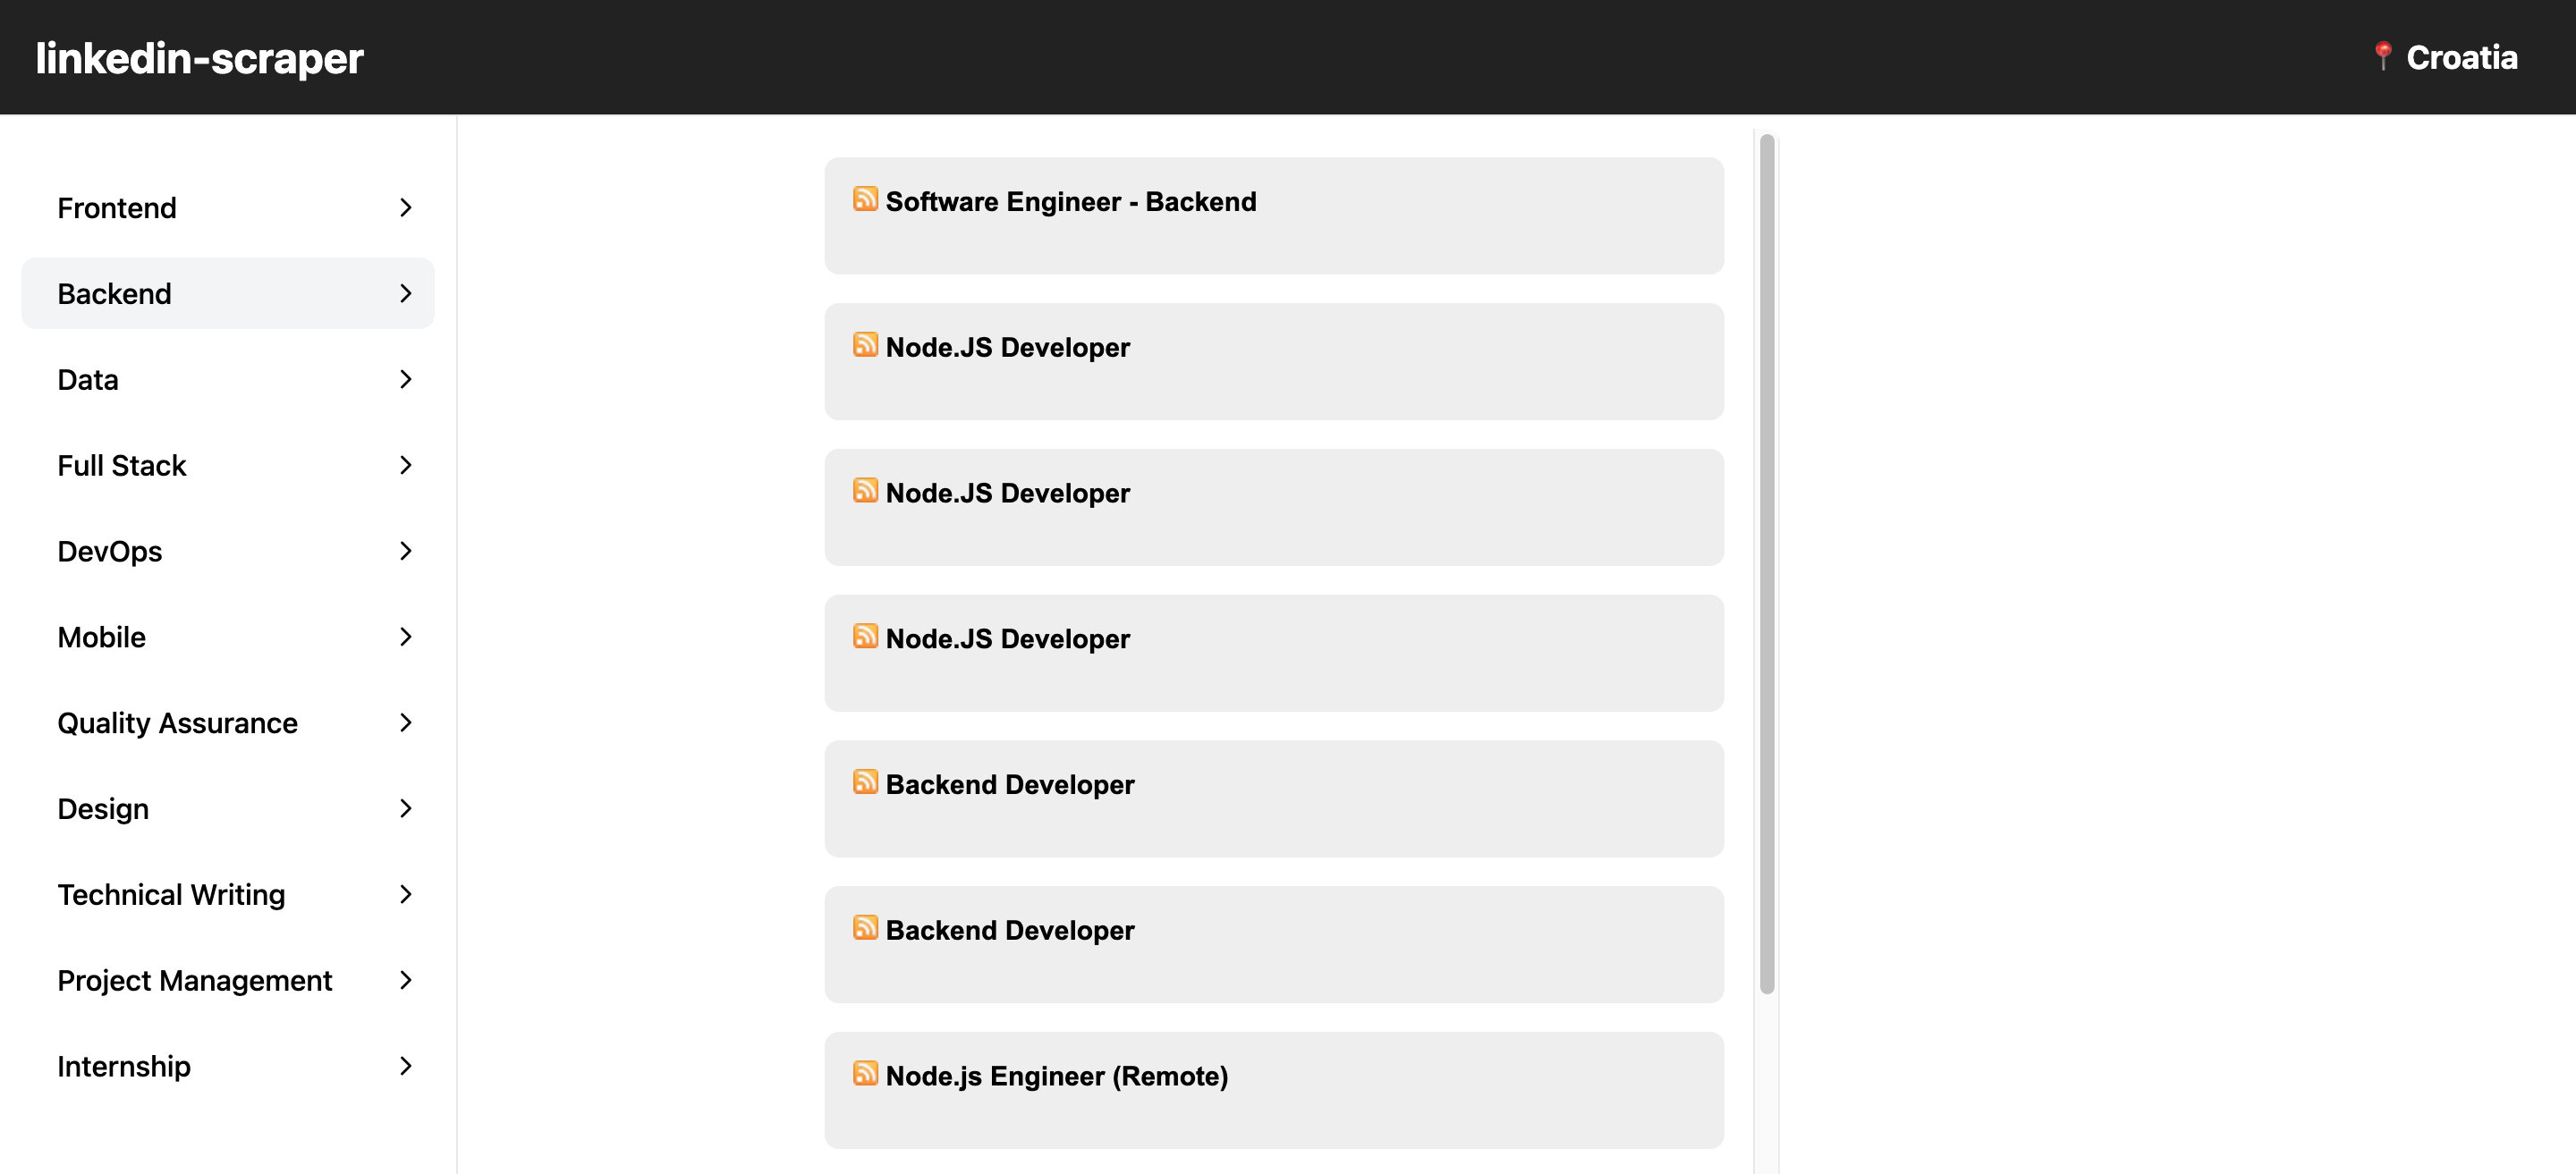 linkedin-scraper
Croatia
Frontend
Backend
Data
Full Stack
DevOps
Mobile
Quality Assurance
Design
Technical Writing
Project Management
Internship
Software Engineer - Backend
Node.JS Developer
Node.JS Developer
Node.JS Developer
Backend Developer
Backend Developer
Node.js Engineer (Remote)